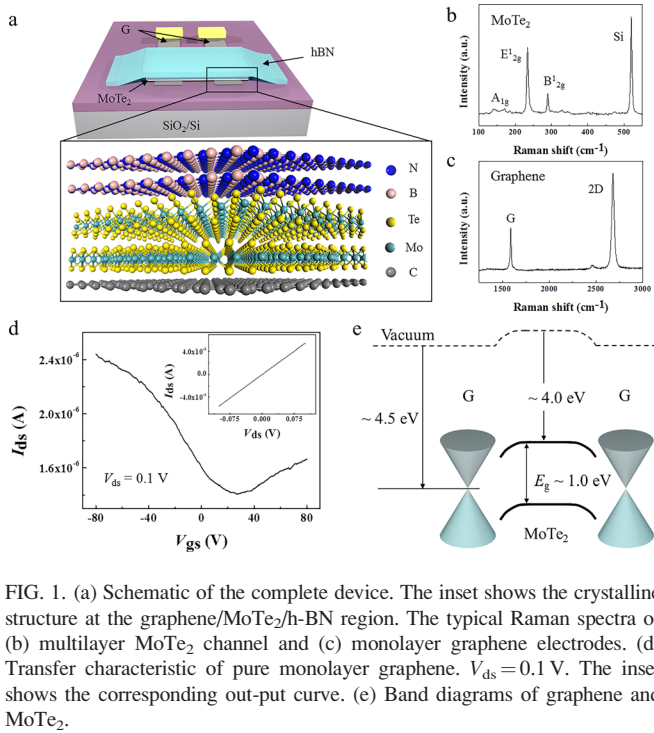 a
G
hBN
MoTe2
SiO2/Si
N
B
Te
Mo
C
b
MoTe2
Si
E¹2g
B¹2g
A1g
Intensity (a.u.)
100 200 300 400 500
Raman shift (cm-1)
c
Graphene
2D
G
Intensity (a.u.)
1500 2000 2500 3000
Raman shift (cm-1)
d
2.4x10-6
2.0x10-6
1.6x10-6
Ids (A)
Vds = 0.1 V
-80 -40 0 40 80
Vgs (V)
Ids (A)
0.0
-0.075 0.000 0.075
Vds (V)
e
Vacuum
G
~ 4.0 eV
G
~ 4.5 eV
Eg ~ 1.0 eV
MoTe2
FIG. 1. (a) Schematic of the complete device. The inset shows the crystalline
structure at the graphene/MoTe2/h-BN region. The typical Raman spectra o
(b) multilayer MoTe2 channel and (c) monolayer graphene electrodes. (d
Transfer characteristic of pure monolayer graphene. Vds = 0.1 V. The inse
shows the corresponding out-put curve. (e) Band diagrams of graphene and
MoTe2.